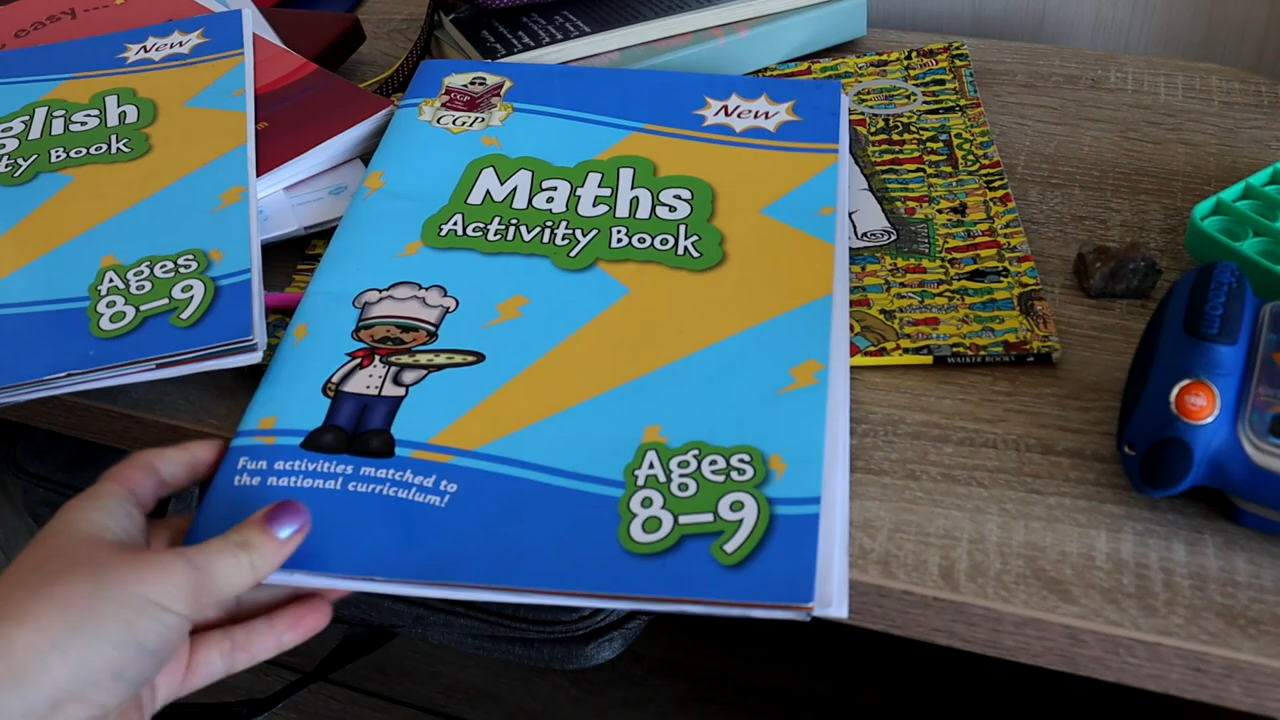 easy...
New
glish
ty Book
Ages
8–9
CGP
CGP
New
Maths
Activity Book
Fun activities matched to
the national curriculum!
Ages
8–9
WALKER BOOKS